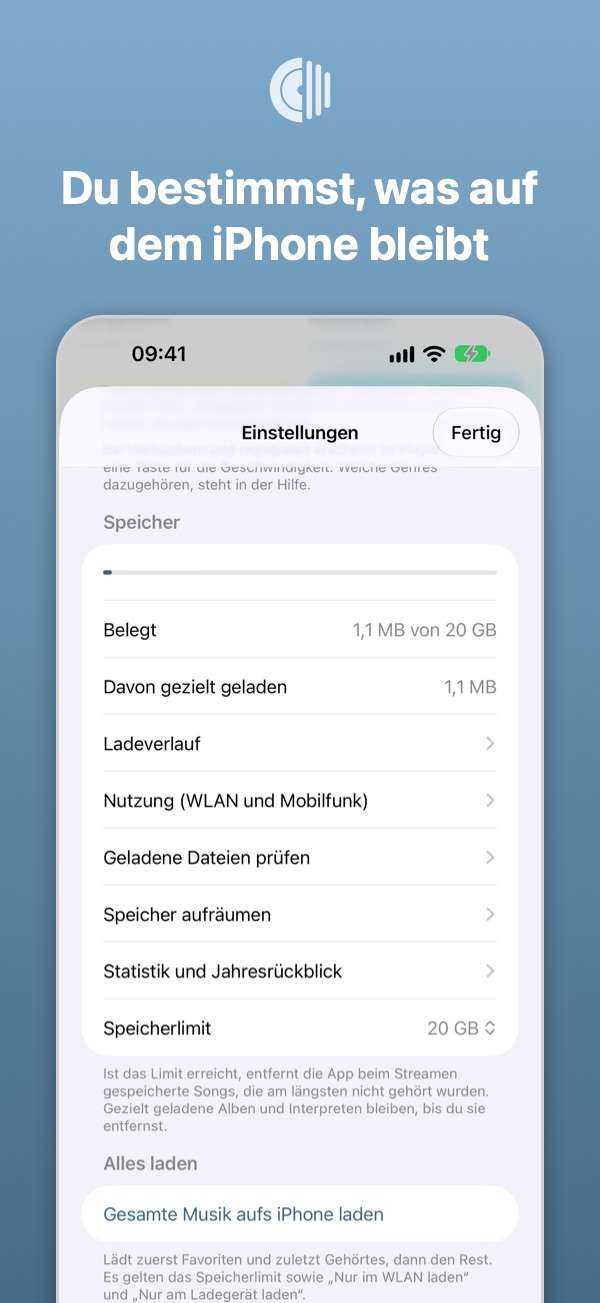 Du bestimmst, was auf
dem iPhone bleibt
09:41
Einstellungen
Fertig
eine Taste für die Geschwindigkeit. Welche Genres
dazugehören, steht in der Hilfe.
Speicher
Belegt
1,1 MB von 20 GB
Davon gezielt geladen
1,1 MB
Ladeverlauf
Nutzung (WLAN und Mobilfunk)
Geladene Dateien prüfen
Speicher aufräumen
Statistik und Jahresrückblick
Speicherlimit
20 GB
Ist das Limit erreicht, entfernt die App beim Streamen
gespeicherte Songs, die am längsten nicht gehört wurden.
Gezielt geladene Alben und Interpreten bleiben, bis du sie
entfernst.
Alles laden
Gesamte Musik aufs iPhone laden
Lädt zuerst Favoriten und zuletzt Gehörtes, dann den Rest.
Es gelten das Speicherlimit sowie „Nur im WLAN laden“
und „Nur am Ladegerät laden“.